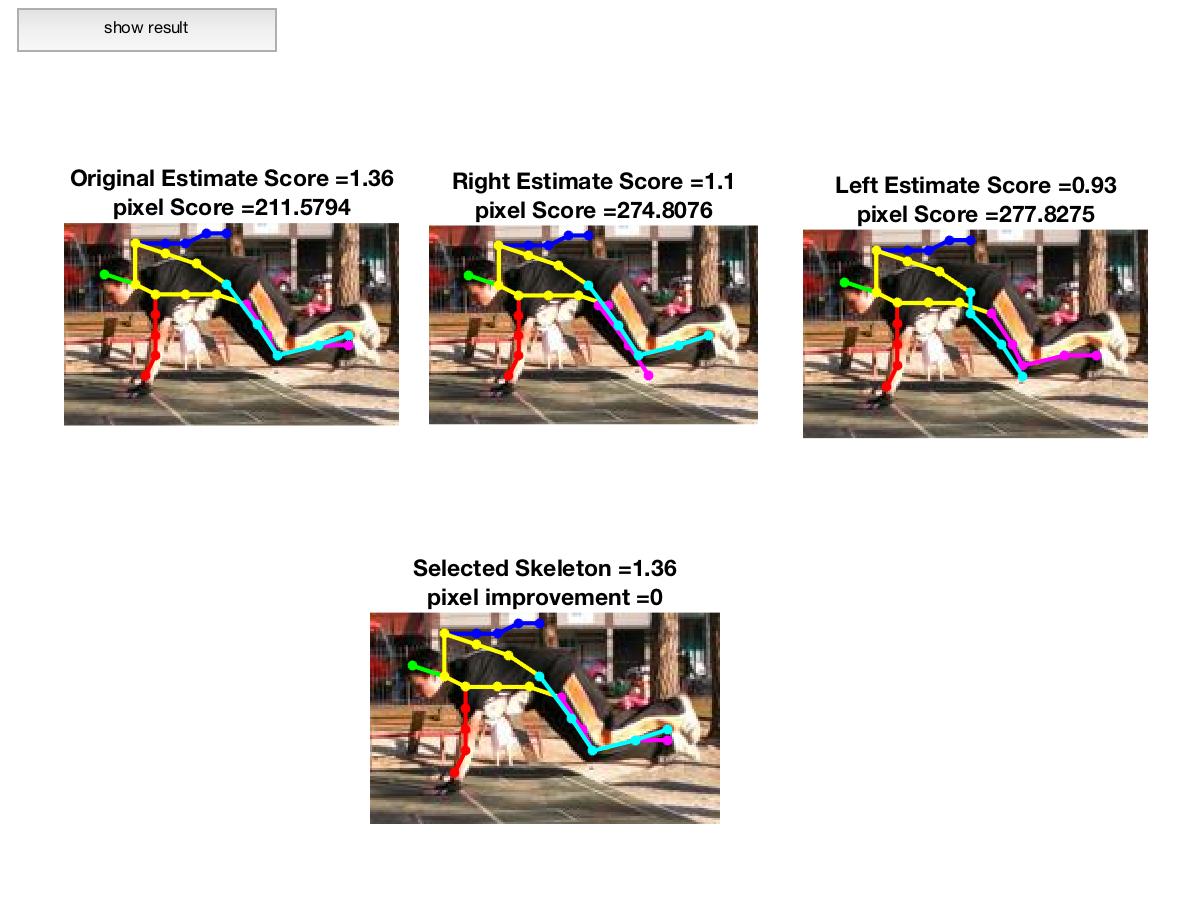 show result
Original Estimate Score =1.36
pixel Score =211.5794
Right Estimate Score =1.1
pixel Score =274.8076
Left Estimate Score =0.93
pixel Score =277.8275
Selected Skeleton =1.36
pixel improvement =0